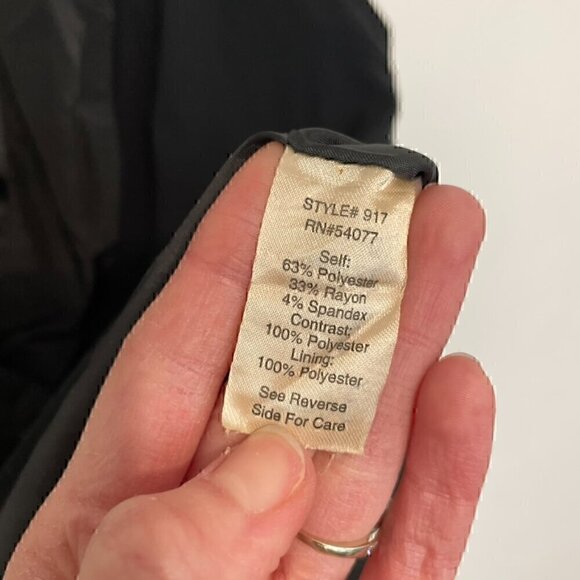 STYLE# 917
RN#54077
Self:
63% Polyester
33% Rayon
4% Spandex
Contrast:
100% Polyester
Lining:
100% Polyester
See Reverse
Side For Care